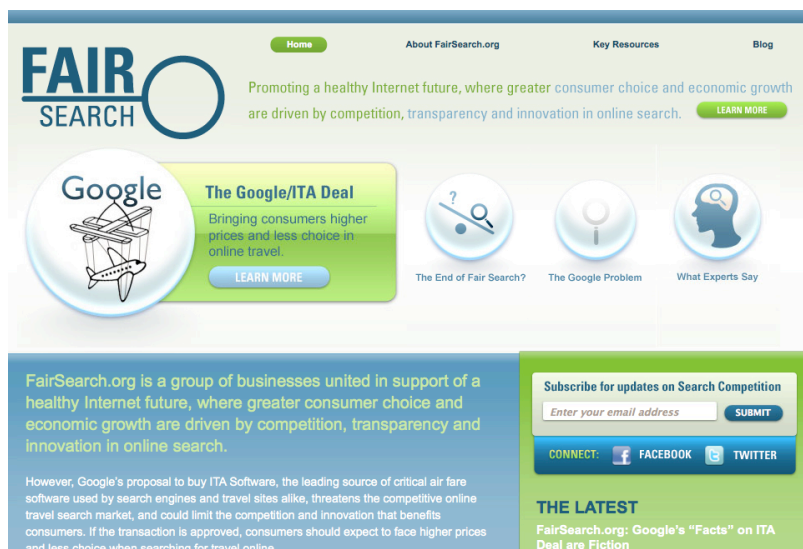 Home
About FairSearch.org
Key Resources
Blog
FAIR
SEARCH
Promoting a healthy Internet future, where greater consumer choice and economic growth
are driven by competition, transparency and innovation in online search.
LEARN MORE
Google
The Google/ITA Deal
Bringing consumers higher
prices and less choice in
online travel.
LEARN MORE
?
The End of Fair Search?
The Google Problem
What Experts Say
FairSearch.org is a group of businesses united in support of a
healthy Internet future, where greater consumer choice and
economic growth are driven by competition, transparency and
innovation in online search.
However, Google's proposal to buy ITA Software, the leading source of critical air fare
software used by search engines and travel sites alike, threatens the competitive online
travel search market, and could limit the competition and innovation that benefits
consumers. If the transaction is approved, consumers should expect to face higher prices
and less choice when searching for travel online.
Subscribe for updates on Search Competition
Enter your email address
SUBMIT
CONNECT:
f
FACEBOOK
t
TWITTER
THE LATEST
FairSearch.org: Google's “Facts” on ITA
Deal are Fiction